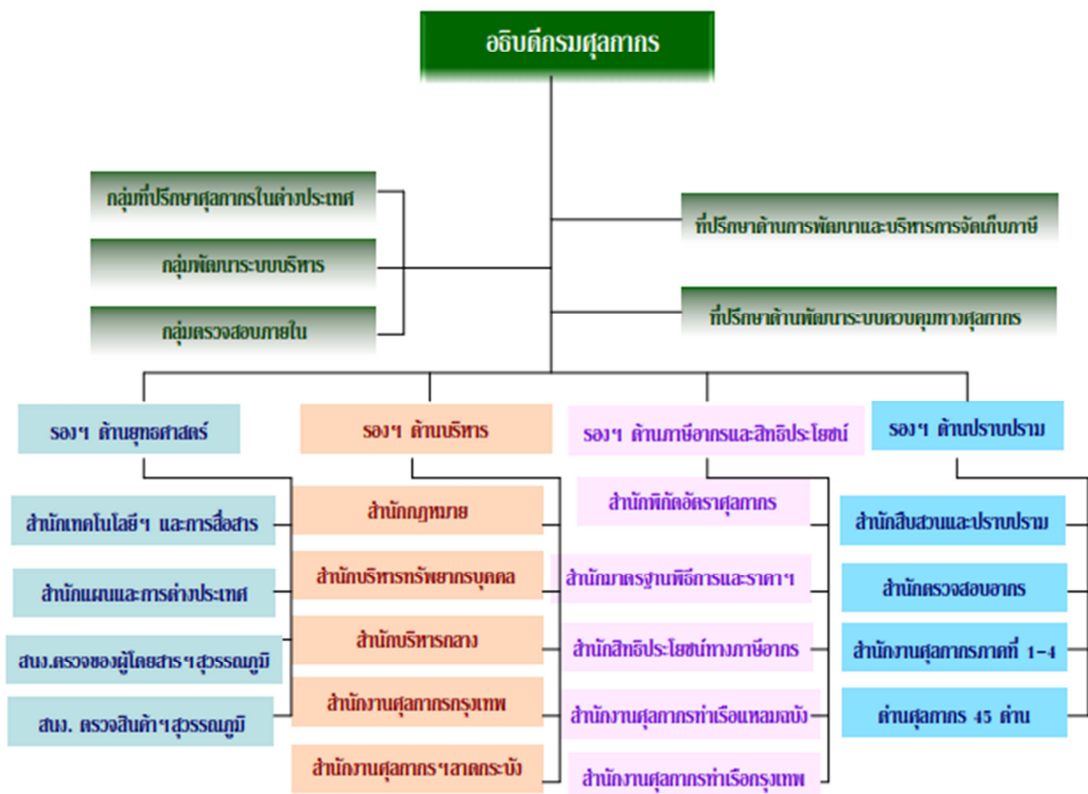 อธิบดีกรมศุลกากร
กลุ่มที่ปรึกษาศุลกากรในต่างประเทศ
กลุ่มพัฒนาระบบบริหาร
กลุ่มตรวจสอบภายใน
ที่ปรึกษาด้านการพัฒนาและบริหารการจัดเก็บภาษี
ที่ปรึกษาด้านพัฒนาระบบควบคุมทางศุลกากร
รองฯ ด้านยุทธศาสตร์
สำนักเทคโนโลยีฯ และการสื่อสาร
สำนักแผนและการต่างประเทศ
สนง.ตรวจของผู้โดยสารฯสุวรรณภูมิ
สนง. ตรวจสินค้าฯสุวรรณภูมิ
รองฯ ด้านบริหาร
สำนักกฎหมาย
สำนักบริหารทรัพยากรบุคคล
สำนักบริหารกลาง
สำนักงานศุลกากรกรุงเทพ
สำนักงานศุลกากรฯลาดกระบัง
รองฯ ด้านภาษีอากรและสิทธิประโยชน์
สำนักพิกัดอัตราศุลกากร
สำนักมาตรฐานพิธีการและราคาฯ
สำนักสิทธิประโยชน์ทางภาษีอากร
สำนักงานศุลกากรท่าเรือแหลมฉบัง
สำนักงานศุลกากรท่าเรือกรุงเทพ
รองฯ ด้านปราบปราม
สำนักสืบสวนและปราบปราม
สำนักตรวจสอบอากร
สำนักงานศุลกากรภาคที่ 1-4
ด่านศุลกากร 45 ด่าน